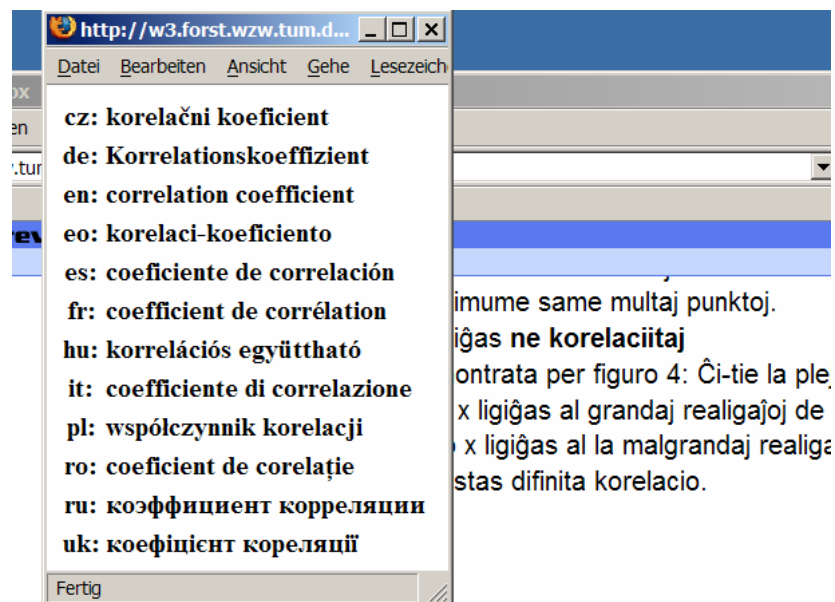 http://w3.forst.wzw.tum.d...
Datei Bearbeiten Ansicht Gehe Lesezeich
cz: korelačni koeficient
de: Korrelationskoeffizient
en: correlation coefficient
eo: korelaci-koeficiento
es: coeficiente de correlación
fr: coefficient de corrélation
hu: korrelációs együttható
it: coefficiente di correlazione
pl: współczynnik korelacji
ro: coeficient de corelație
ru: коэффициент корреляции
uk: коефіцієнт кореляції
Fertig
ox
en
.tur
rev
imume same multaj punktoj.
iĝas ne korelaciitaj
ontrata per figuro 4: Ĉi-tie la plej
x ligiĝas al grandaj realigaĵoj de
x ligiĝas al la malgrandaj realiga
stas difinita korelacio.